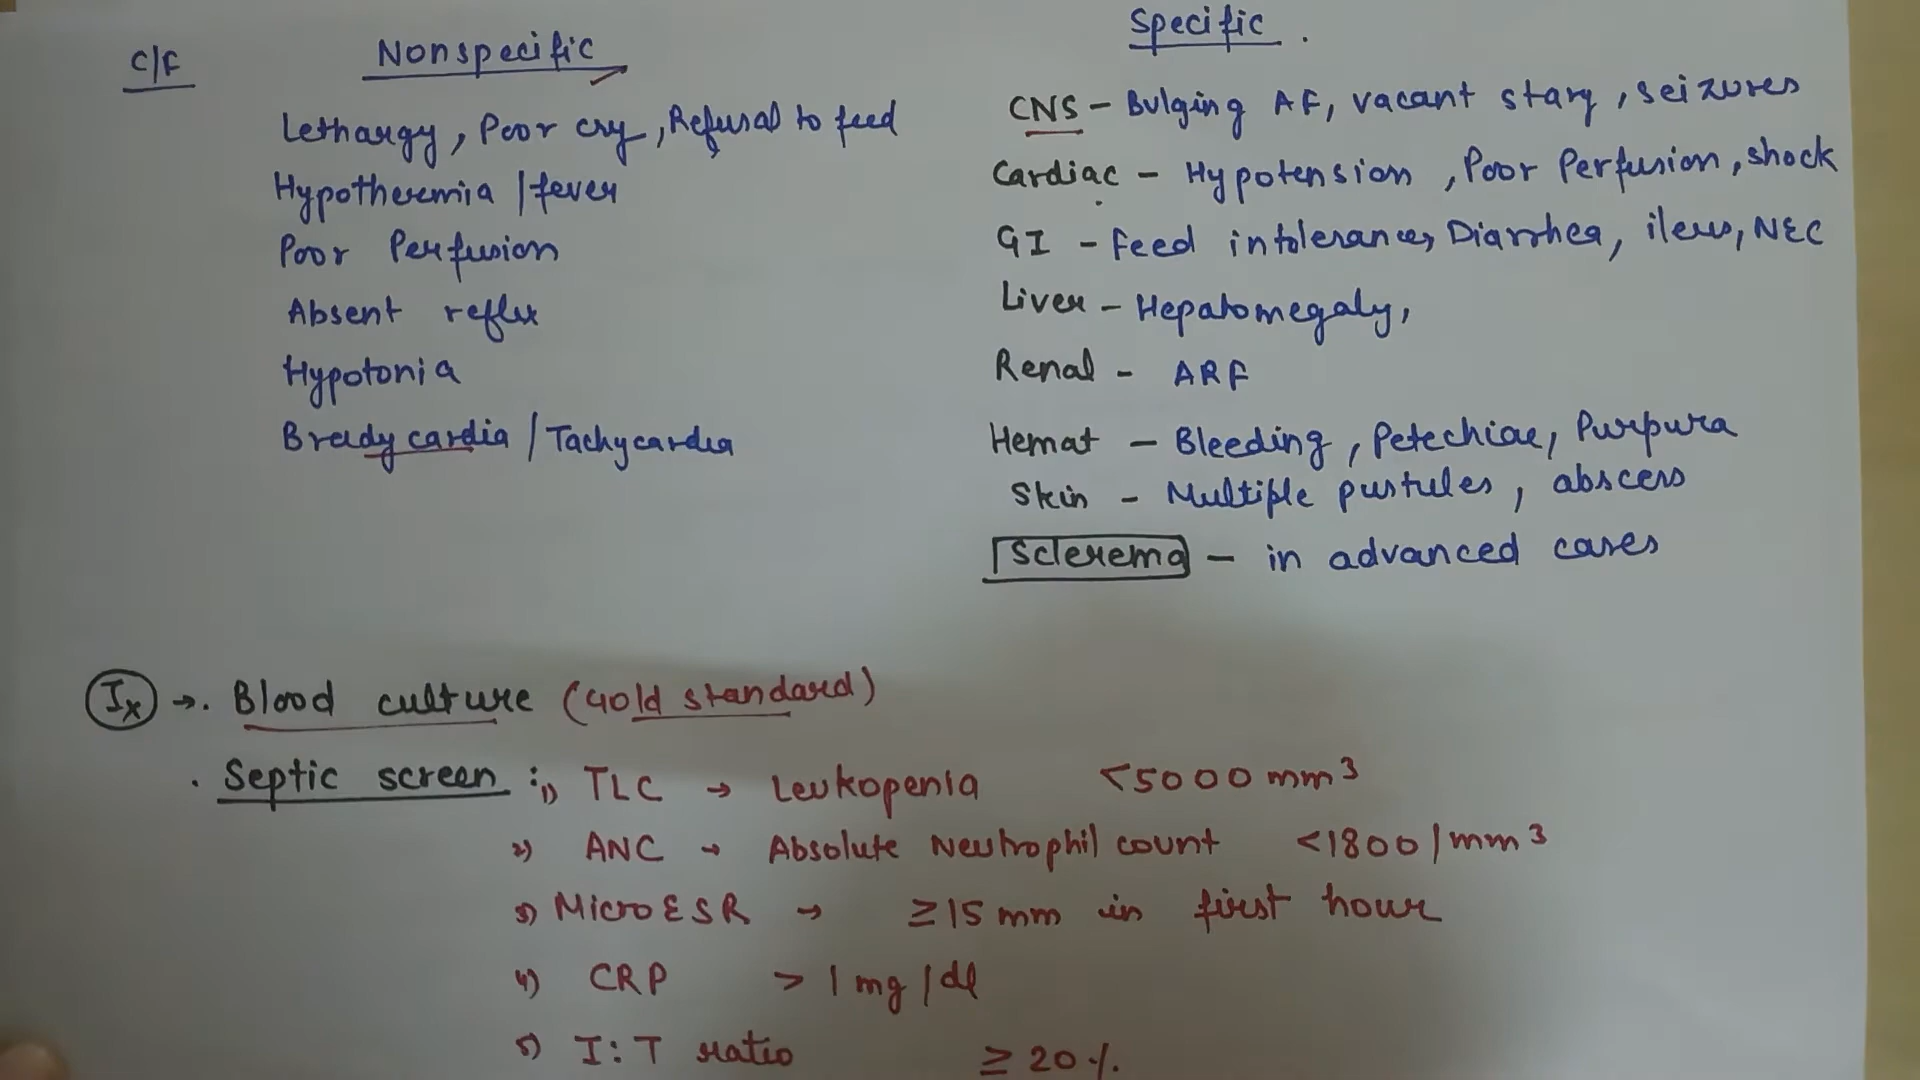 C/F
Nonspecific
Lethargy, Poor cry, Refusal to feed
Hypothermia / fever
Poor Perfusion
Absent reflex
Hypotonia
Bradycardia / Tachycardia
Specific.
CNS - Bulging AF, vacant stary, seizures
Cardiac - Hypotension, Poor Perfusion, shock
GI - Feed intolerance, Diarrhea, ileus, NEC
Liver - Hepatomegaly,
Renal - ARF
Hemat - Bleeding, Petechiae, Purpura
Skin - Multiple pustules, abscess
Sclerema - in advanced cases
Ix → . Blood culture (Gold standard)
. Septic screen : 1) TLC → Leukopenia <5000 mm³
2) ANC → Absolute Neutrophil count <1800/mm³
3) Micro ESR → ≥15 mm in first hour
4) CRP > 1 mg/dl
5) I:T ratio ≥ 20 %.